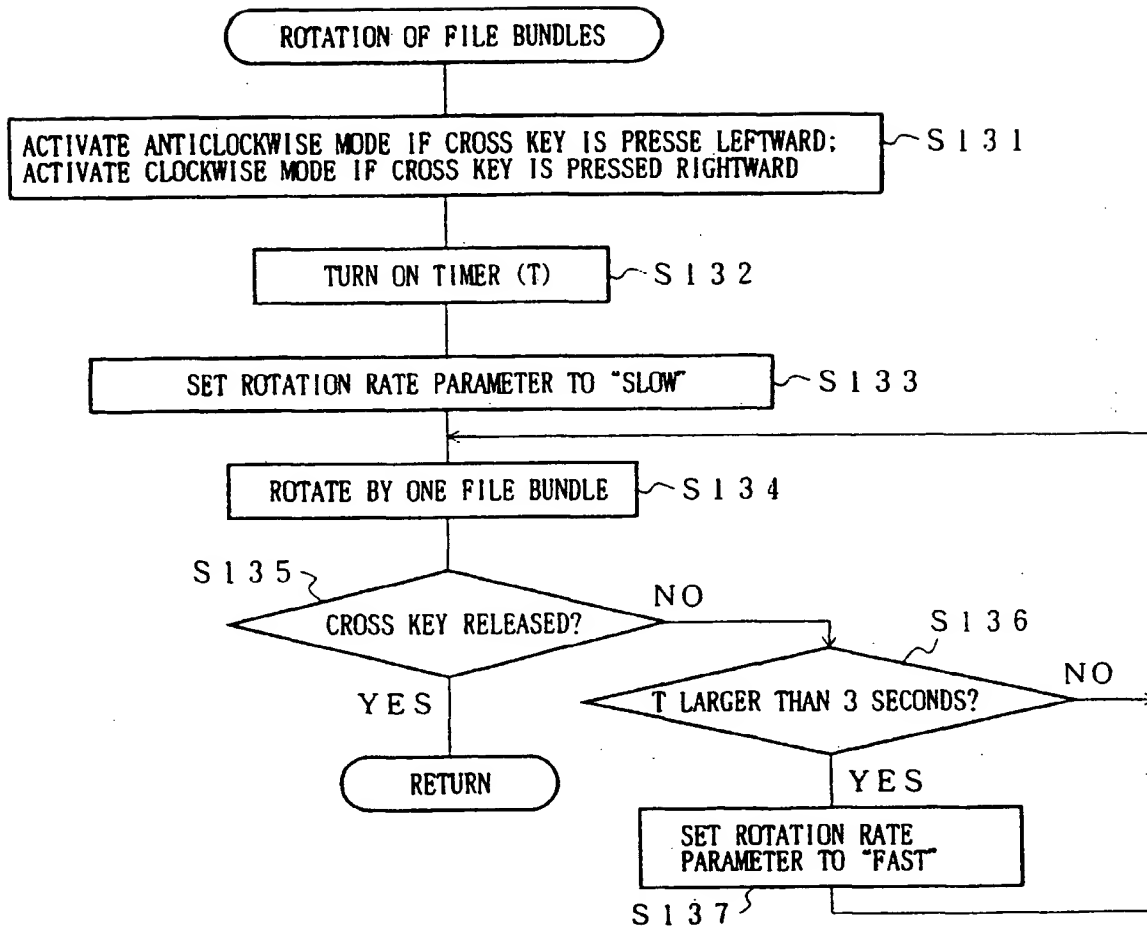 ROTATION OF FILE BUNDLES
ACTIVATE ANTICLOCKWISE MODE IF CROSS KEY IS PRESSE LEFTWARD;
ACTIVATE CLOCKWISE MODE IF CROSS KEY IS PRESSED RIGHTWARD
S131
TURN ON TIMER (T)
S132
SET ROTATION RATE PARAMETER TO "SLOW"
S133
ROTATE BY ONE FILE BUNDLE
S134
S135
CROSS KEY RELEASED?
NO
YES
RETURN
S136
T LARGER THAN 3 SECONDS?
NO
YES
SET ROTATION RATE
PARAMETER TO "FAST"
S137